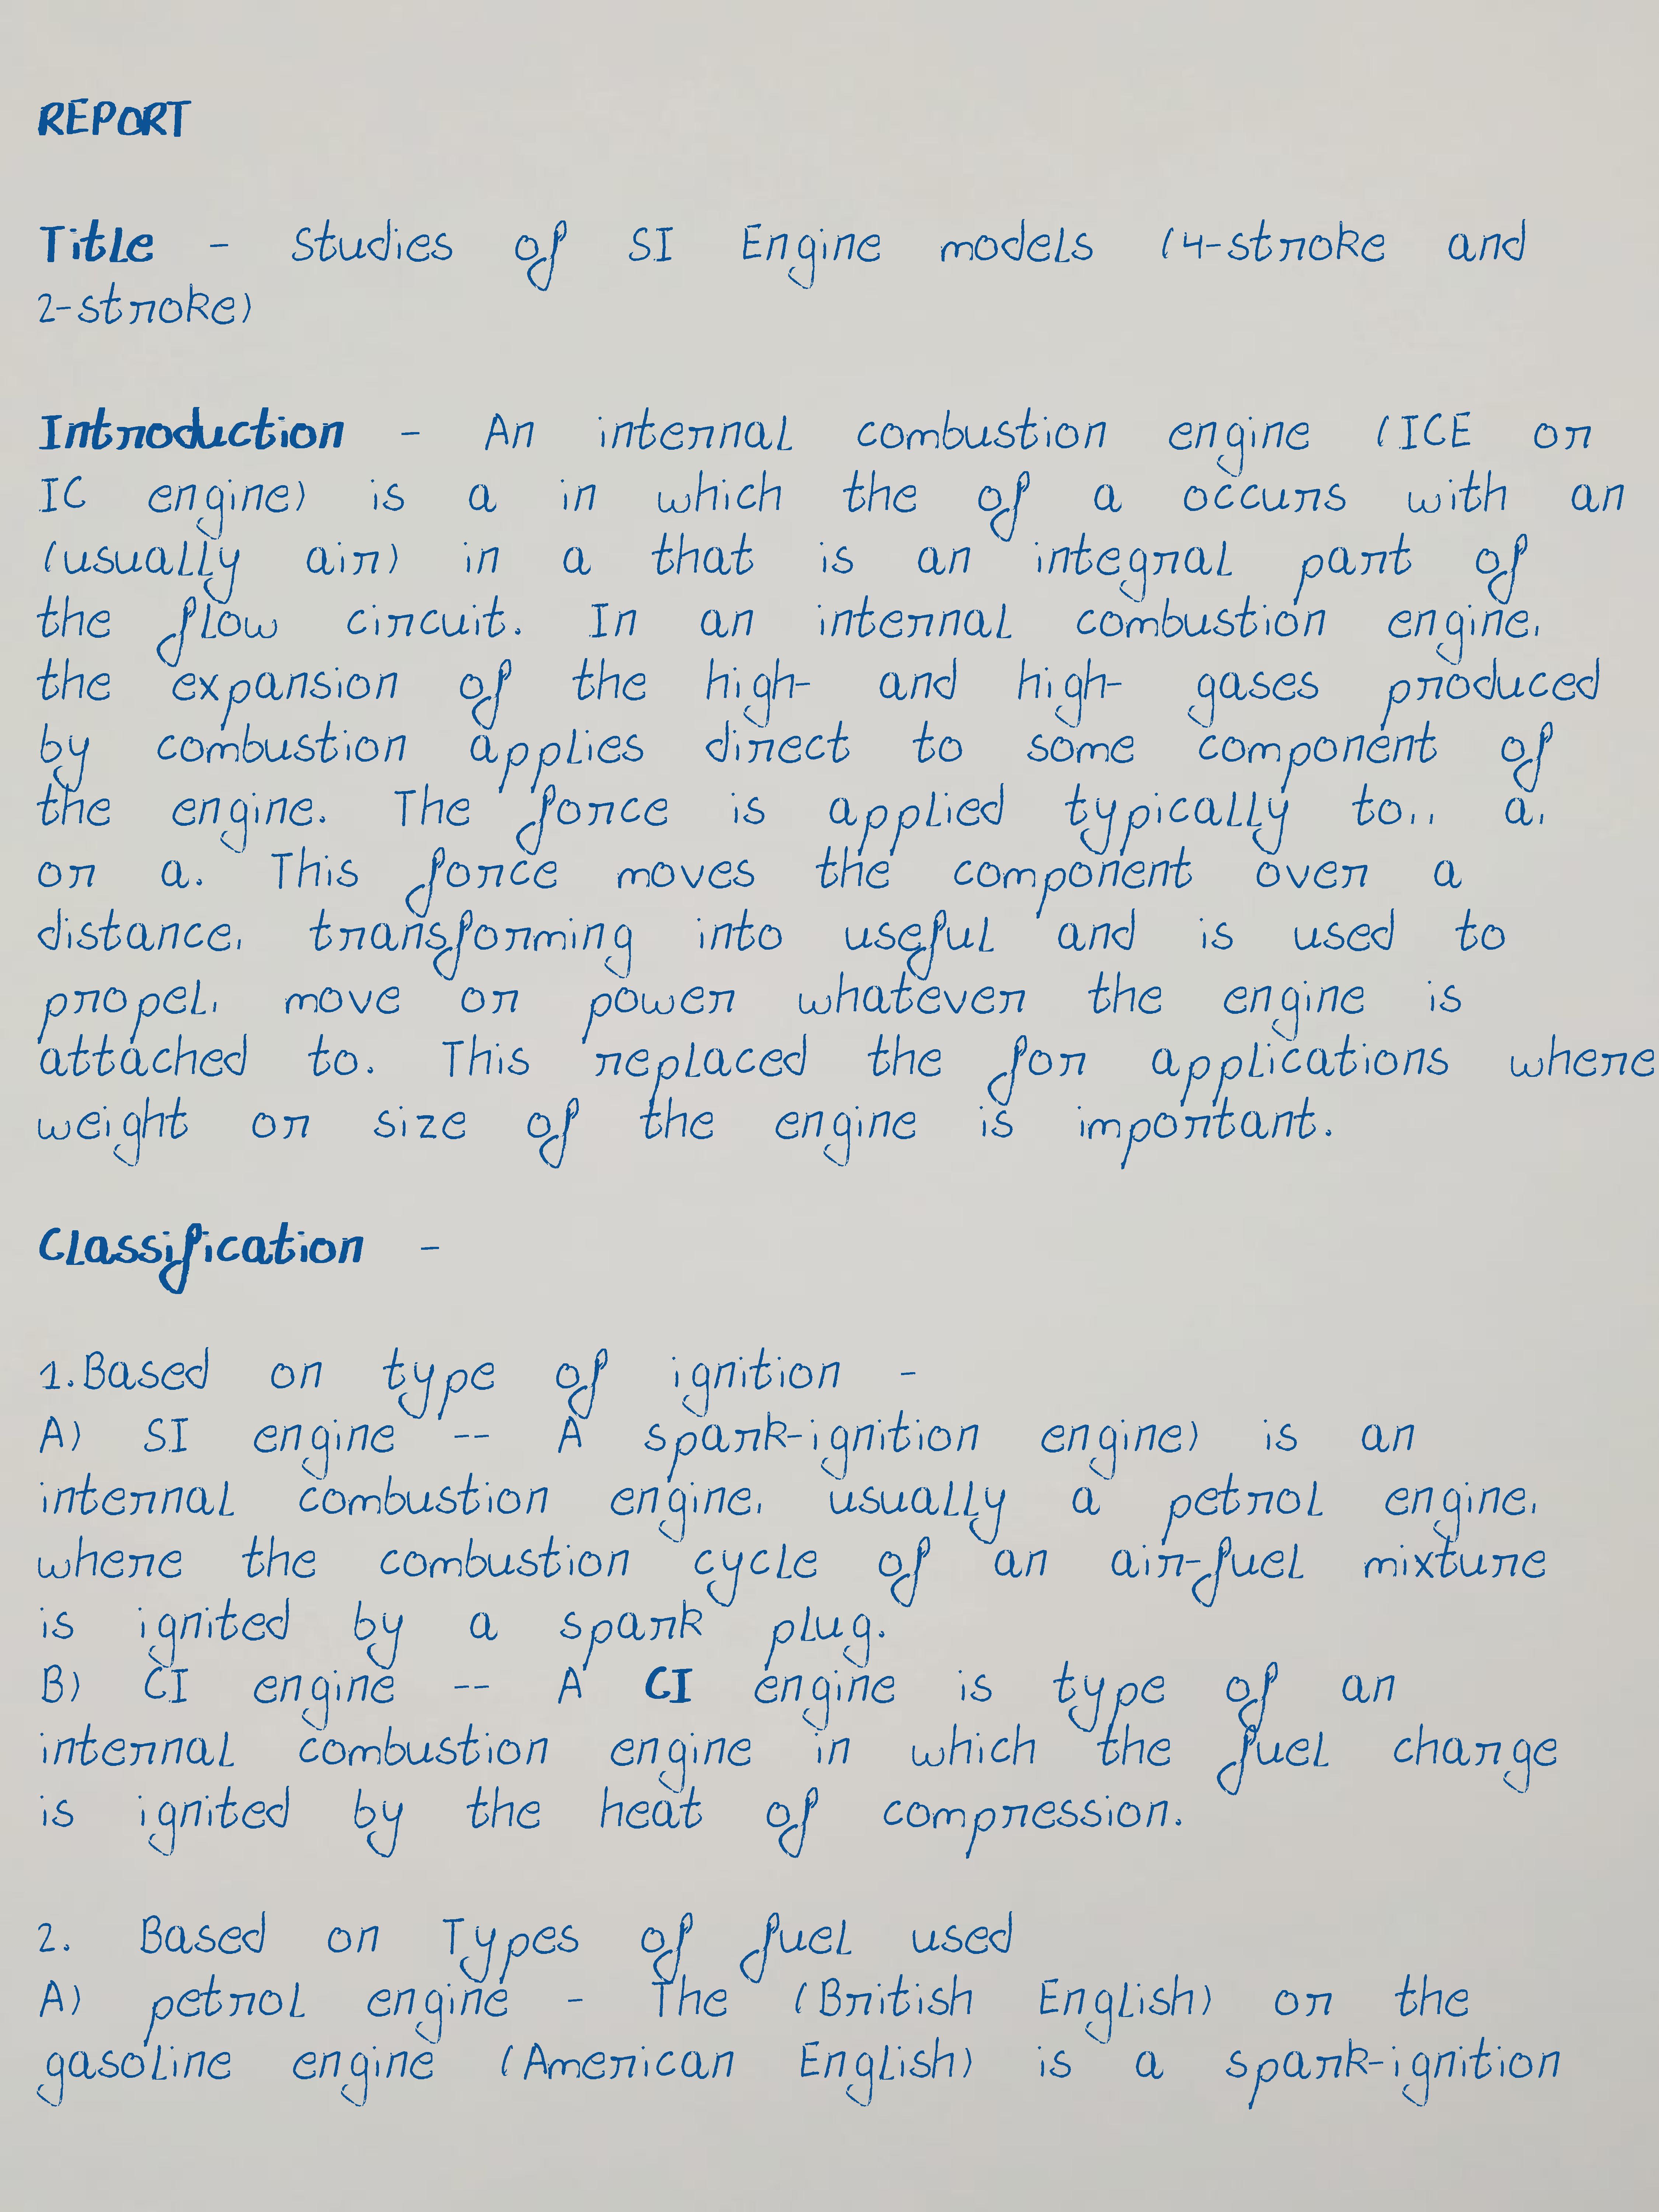 REPORT
Title - Studies of SI Engine models (4-stroke and
2-stroke)
Introduction - An internal combustion engine (ICE or
IC engine) is a in which the of a occurs with an
(usually air) in a that is an integral part of
the flow circuit. In an internal combustion engine,
the expansion of the high- and high- gases produced
by combustion applies direct to some component of
the engine. The force is applied typically to,, a,
or a. This force moves the component over a
distance, transforming into useful and is used to
propel, move or power whatever the engine is
attached to. This replaced the for applications where
weight or size of the engine is important.
Classification -
1.Based on type of ignition -
A) SI engine -- A spark-ignition engine) is an
internal combustion engine, usually a petrol engine,
where the combustion cycle of an air-fuel mixture
is ignited by a spark plug.
B) CI engine -- A CI engine is type of an
internal combustion engine in which the fuel charge
is ignited by the heat of compression.
2. Based on Types of fuel used
A) petrol engine - The (British English) or the
gasoline engine (American English) is a spark-ignition